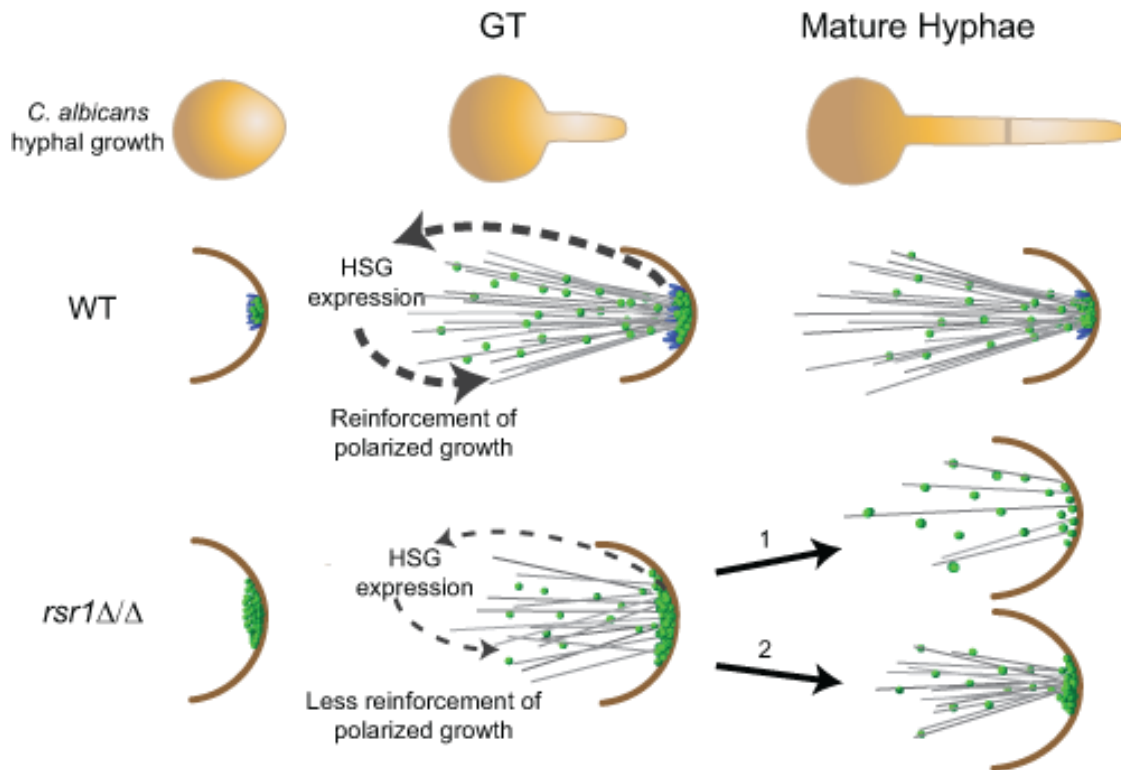 GT
Mature Hyphae
C. albicans
hyphal growth
WT
HSG
expression
Reinforcement of
polarized growth
rsr1Δ/Δ
HSG
expression
Less reinforcement of
polarized growth
1
2